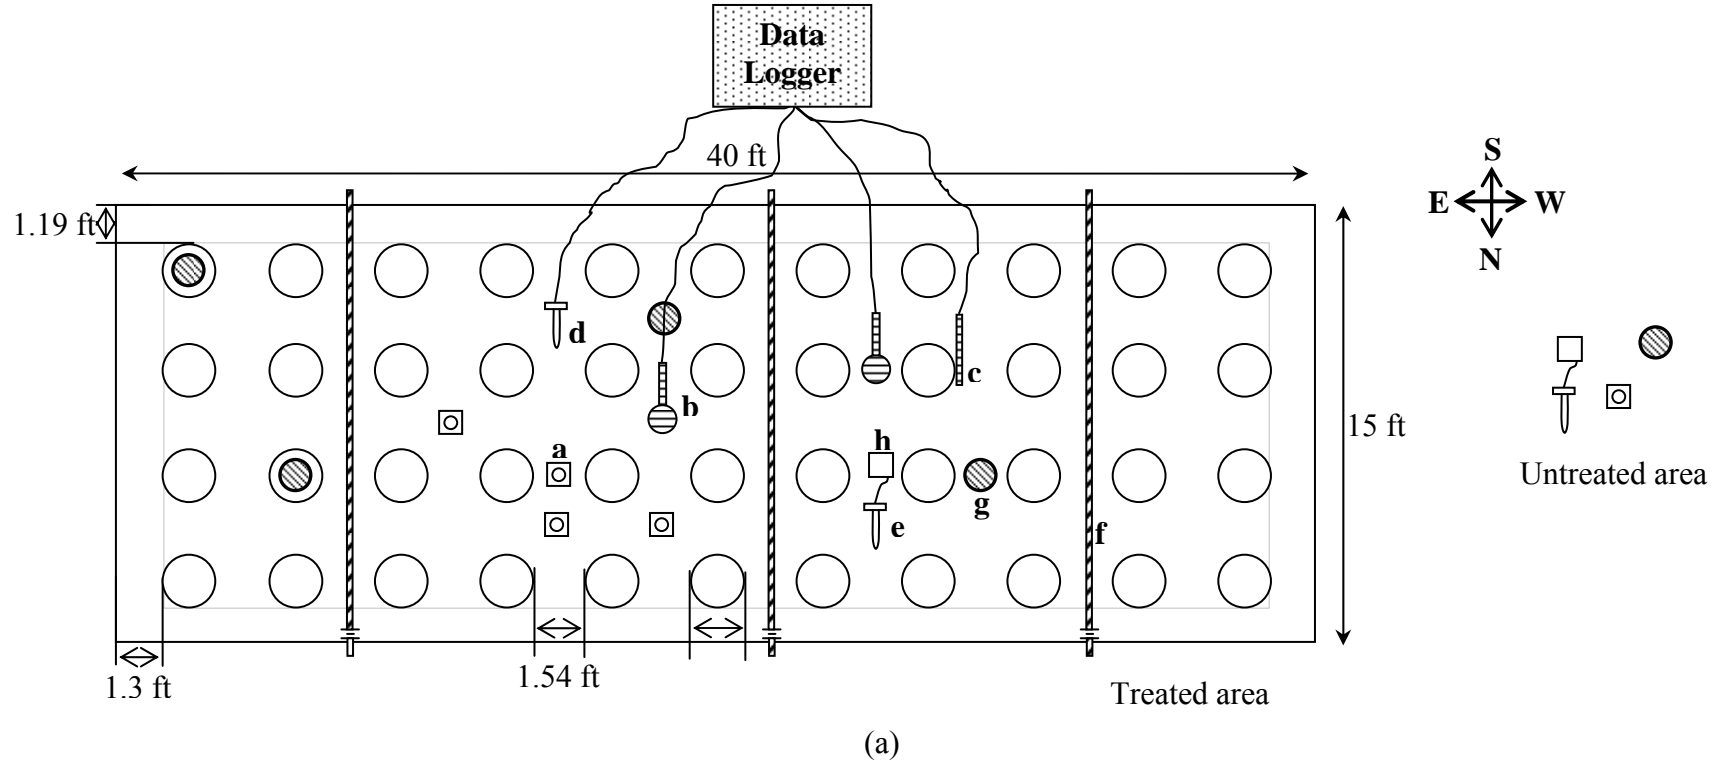 Data
Logger
40 ft
S
E
W
N
1.19 ft
d
b
c
15 ft
a
h
g
e
f
Untreated area
1.3 ft
1.54 ft
Treated area
(a)